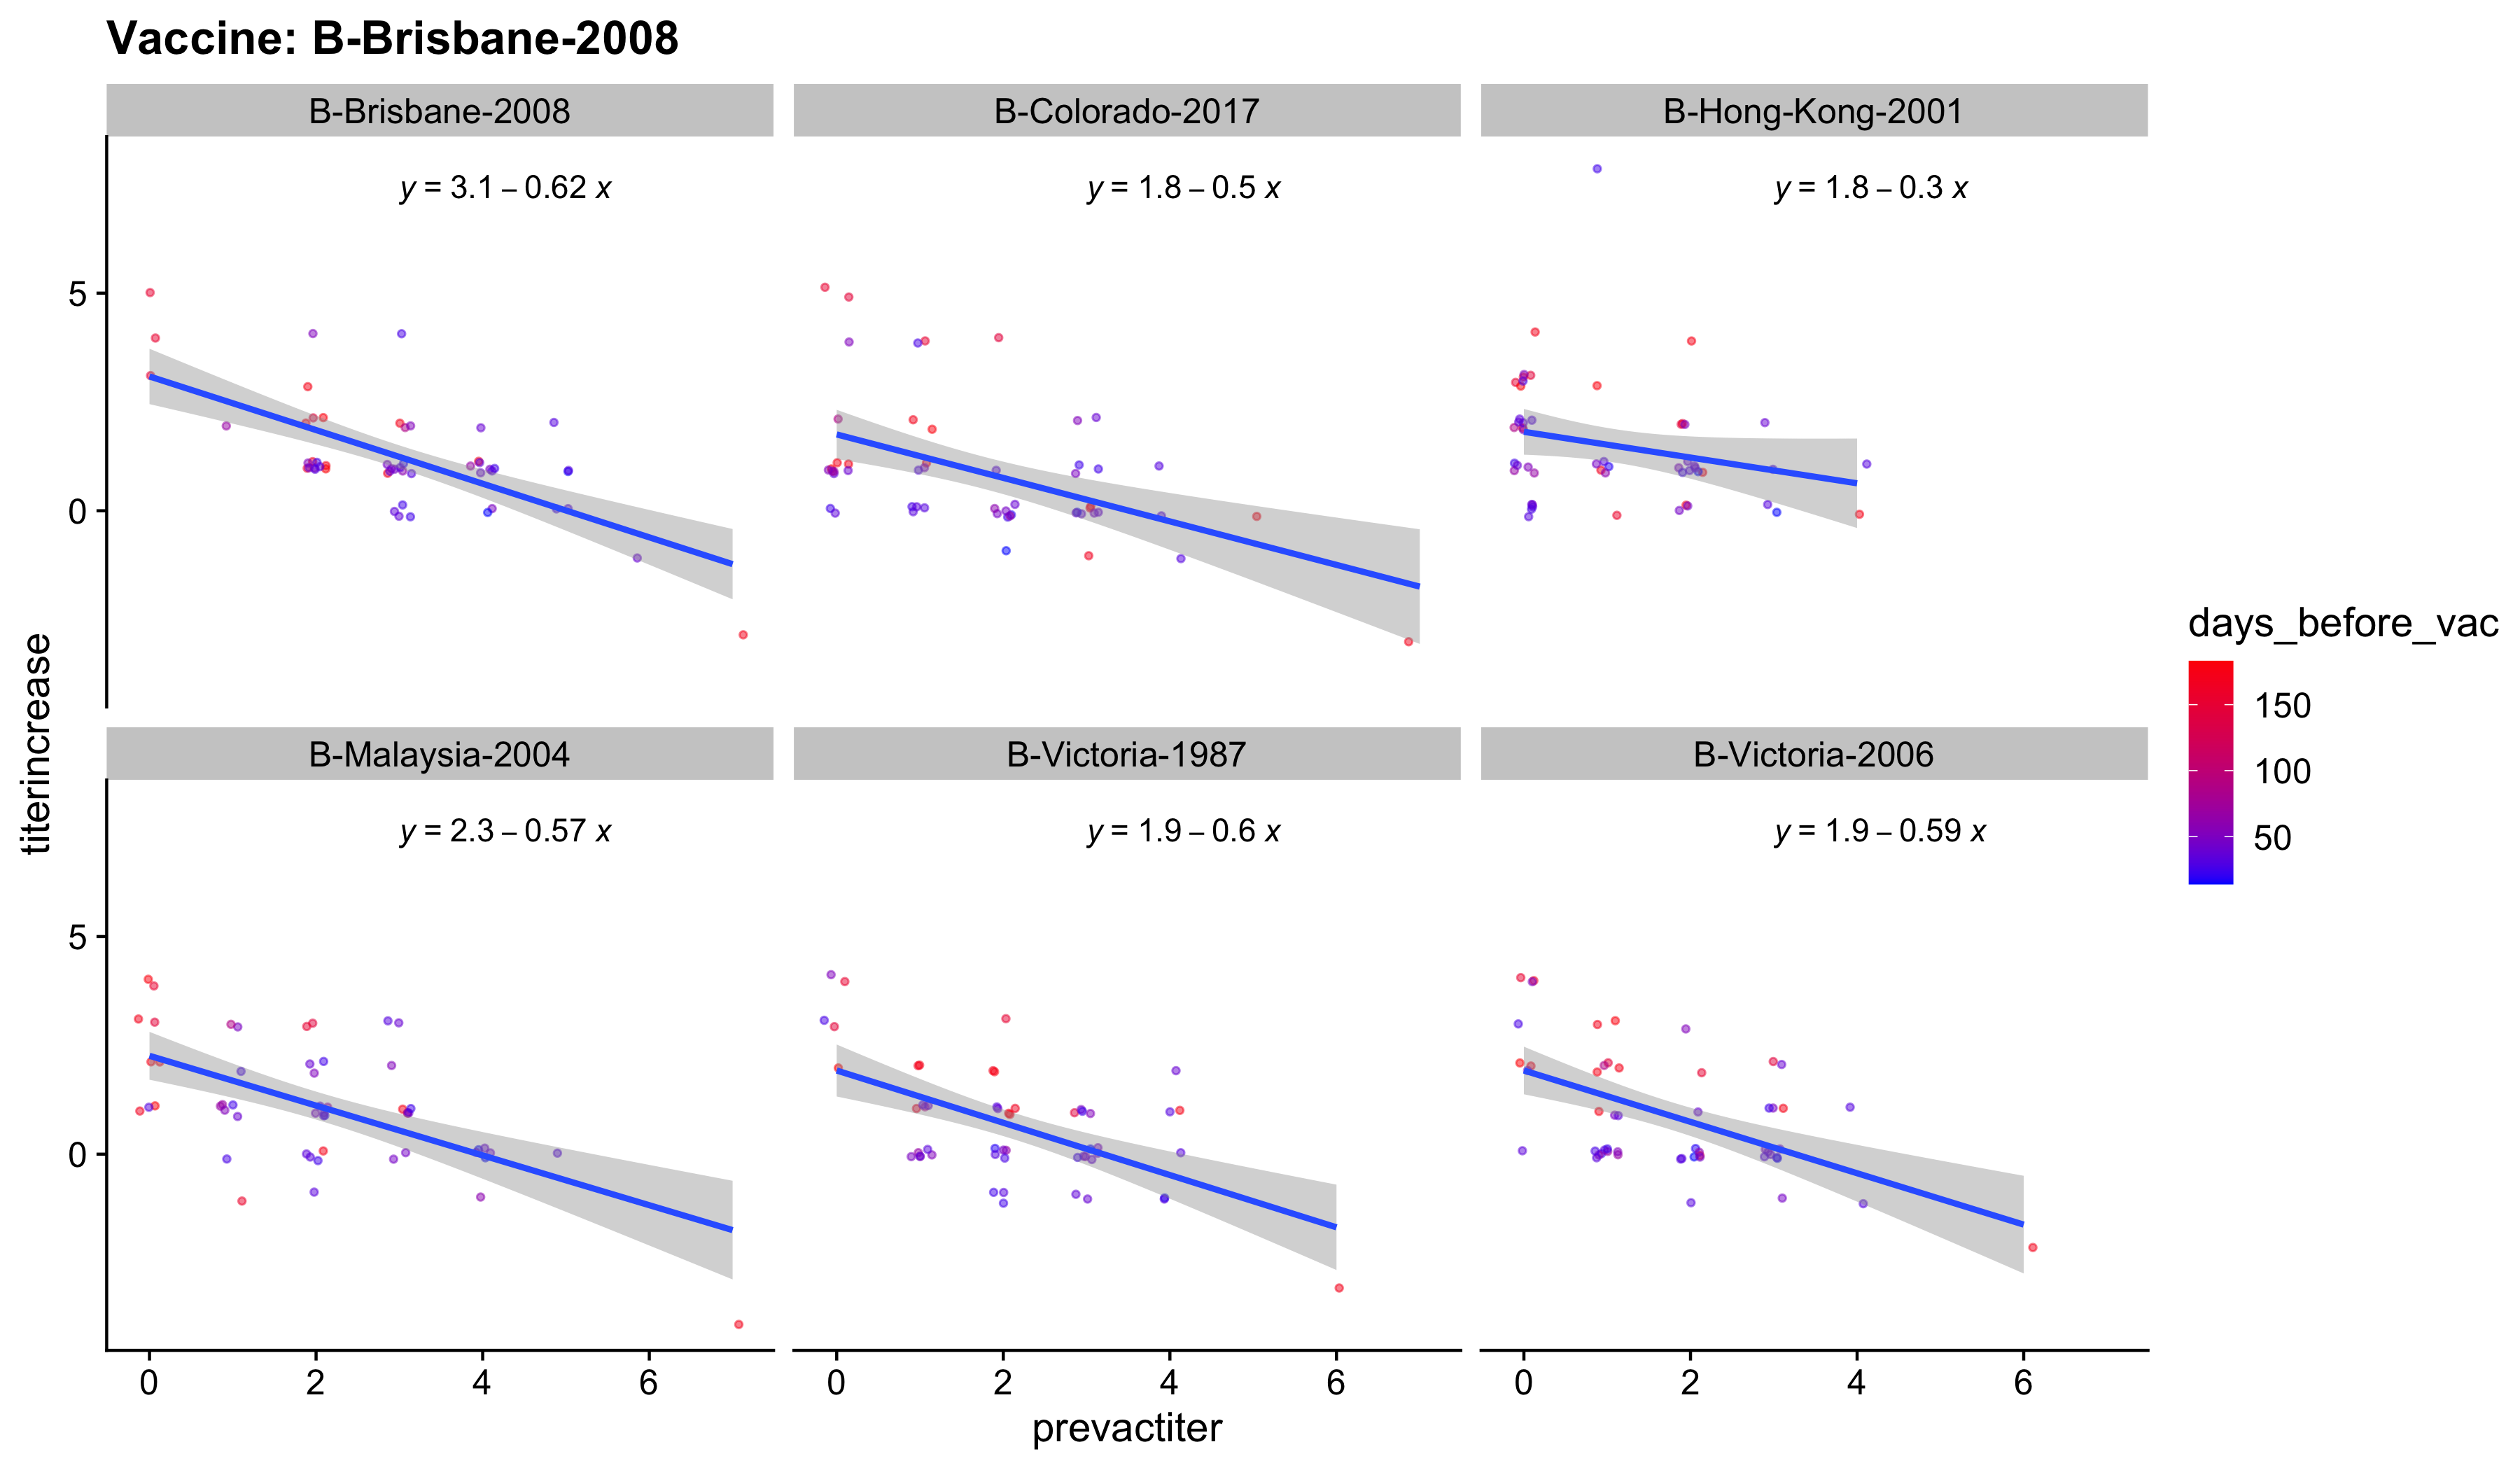 Vaccine: B-Brisbane-2008
B-Brisbane-2008
B-Colorado-2017
B-Hong-Kong-2001
y = 3.1 – 0.62 x
y = 1.8 – 0.5 x
y = 1.8 – 0.3 x
5
0
B-Malaysia-2004
B-Victoria-1987
B-Victoria-2006
y = 2.3 – 0.57 x
y = 1.9 – 0.6 x
y = 1.9 – 0.59 x
5
0
0 2 4 6
0 2 4 6
0 2 4 6
prevactiter
titerincrease
days_before_vac
150
100
50